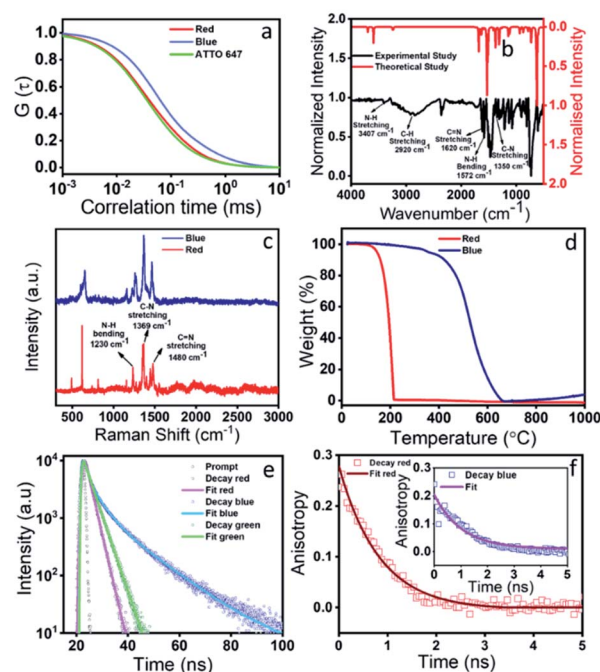 a
Red
Blue
ATTO 647
G (τ)
1.0
0.8
0.6
0.4
0.2
0.0
10⁻³ 10⁻² 10⁻¹ 10⁰ 10¹
Correlation time (ms)
b
Experimental Study
Theoretical Study
Normalized Intensity
2.0
1.5
1.0
0.5
0.0
Normalised Intensity
0.0
0.5
1.0
1.5
2.0
N-H
Stretching
3407 cm⁻¹
C-H
Stretching
2920 cm⁻¹
C=N
Stretching
1620 cm⁻¹
N-H
Bending
1572 cm⁻¹
C-N
Stretching
1350 cm⁻¹
4000 3000 2000 1000
Wavenumber (cm⁻¹)
c
Blue
Red
Intensity (a.u.)
N-H
bending
1230 cm⁻¹
C-N
stretching
1369 cm⁻¹
C=N
stretching
1480 cm⁻¹
500 1000 1500 2000 2500 3000
Raman Shift (cm⁻¹)
d
Red
Blue
Weight (%)
100
80
60
40
20
0
0 200 400 600 800 1000
Temperature (°C)
e
Prompt
Decay red
Fit red
Decay blue
Fit blue
Decay green
Fit green
Intensity (a.u)
10⁴
10³
10²
10¹
20 40 60 80 100
Time (ns)
f
Decay red
Fit red
Anisotropy
0.3
0.2
0.1
0.0
0 1 2 3 4 5
Time (ns)
Decay blue
Fit
Anisotropy
0.3
0.2
0.1
0.0
0 1 2 3 4 5
Time (ns)